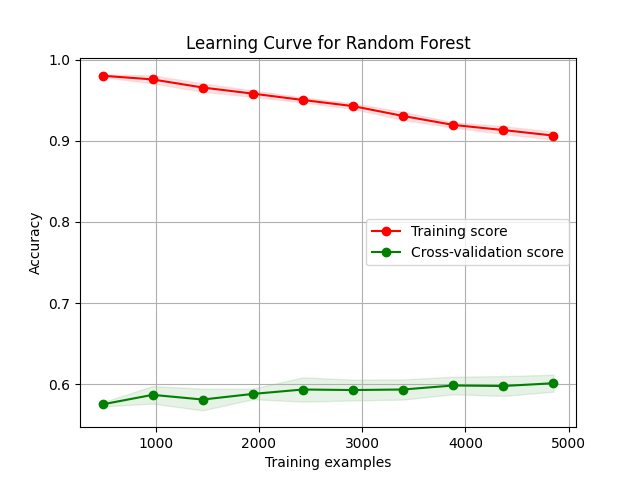 Learning Curve for Random Forest
1.0
0.9
0.8
0.7
0.6
Accuracy
Training score
Cross-validation score
1000 2000 3000 4000 5000
Training examples